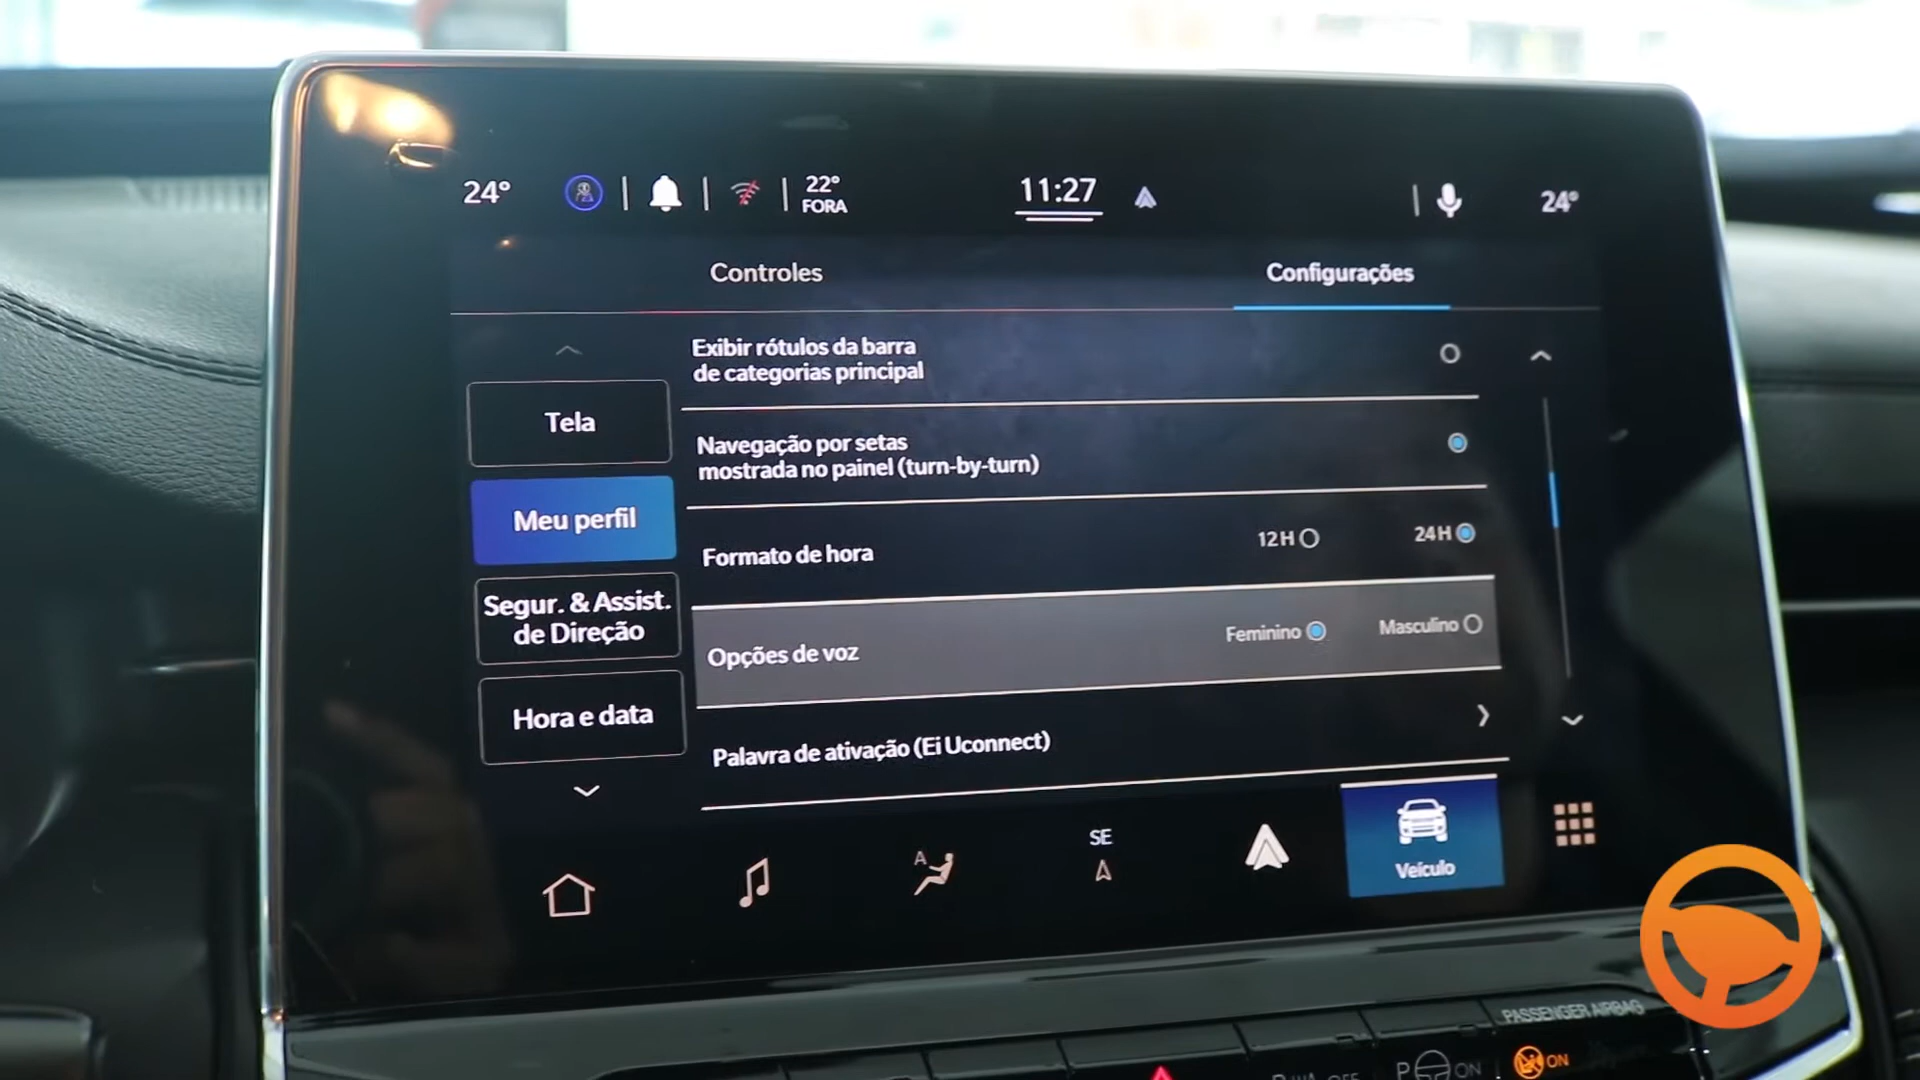 24°
22°
FORA
11:27
24°
Controles
Configurações
Exibir rótulos da barra
de categorias principal
Tela
Navegação por setas
mostrada no painel (turn-by-turn)
Meu perfil
Formato de hora
12H
24H
Segur. & Assist.
de Direção
Opções de voz
Feminino
Masculino
Hora e data
Palavra de ativação (Ei Uconnect)
A
SE
Veículo
PASSENGER AIRBAG
OFF
P
ON
ON